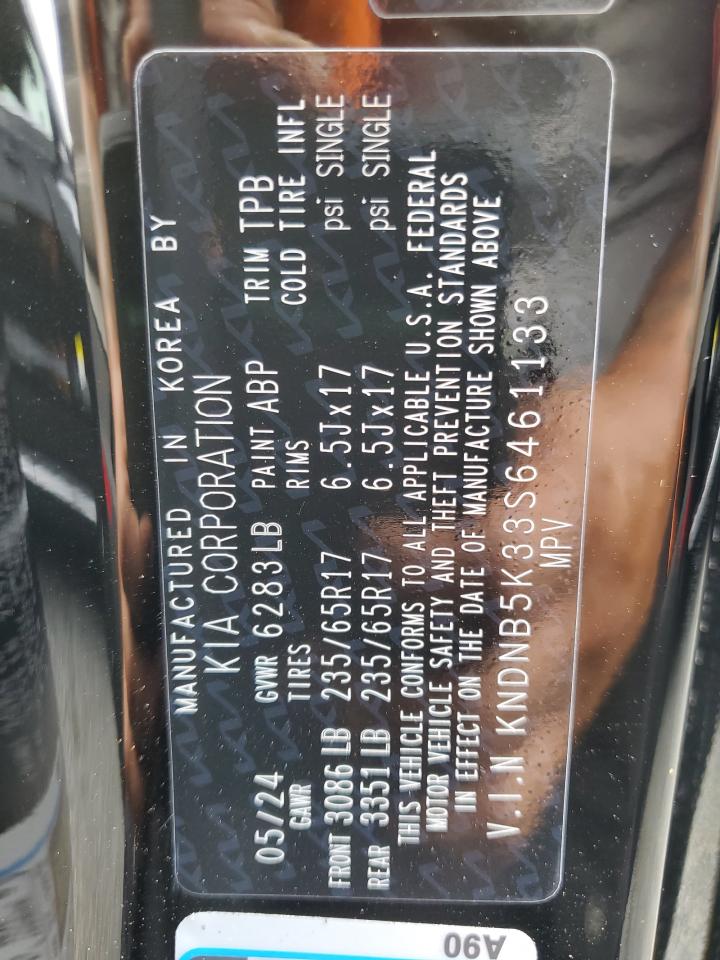 MANUFACTURED IN KOREA BY
KIA CORPORATION
05/24 GVWR 6283LB PAINT ABP TRIM TPB
GAWR TIRES RIMS COLD TIRE INFL
FRONT 3086 LB 235/65R17 6.5Jx17 psi SINGLE
REAR 3351 LB 235/65R17 6.5Jx17 psi SINGLE
THIS VEHICLE CONFORMS TO ALL APPLICABLE U.S.A. FEDERAL
MOTOR VEHICLE SAFETY AND THEFT PREVENTION STANDARDS
IN EFFECT ON THE DATE OF MANUFACTURE SHOWN ABOVE
V.I.N KNDNB5K33S6461133
MPV
A90